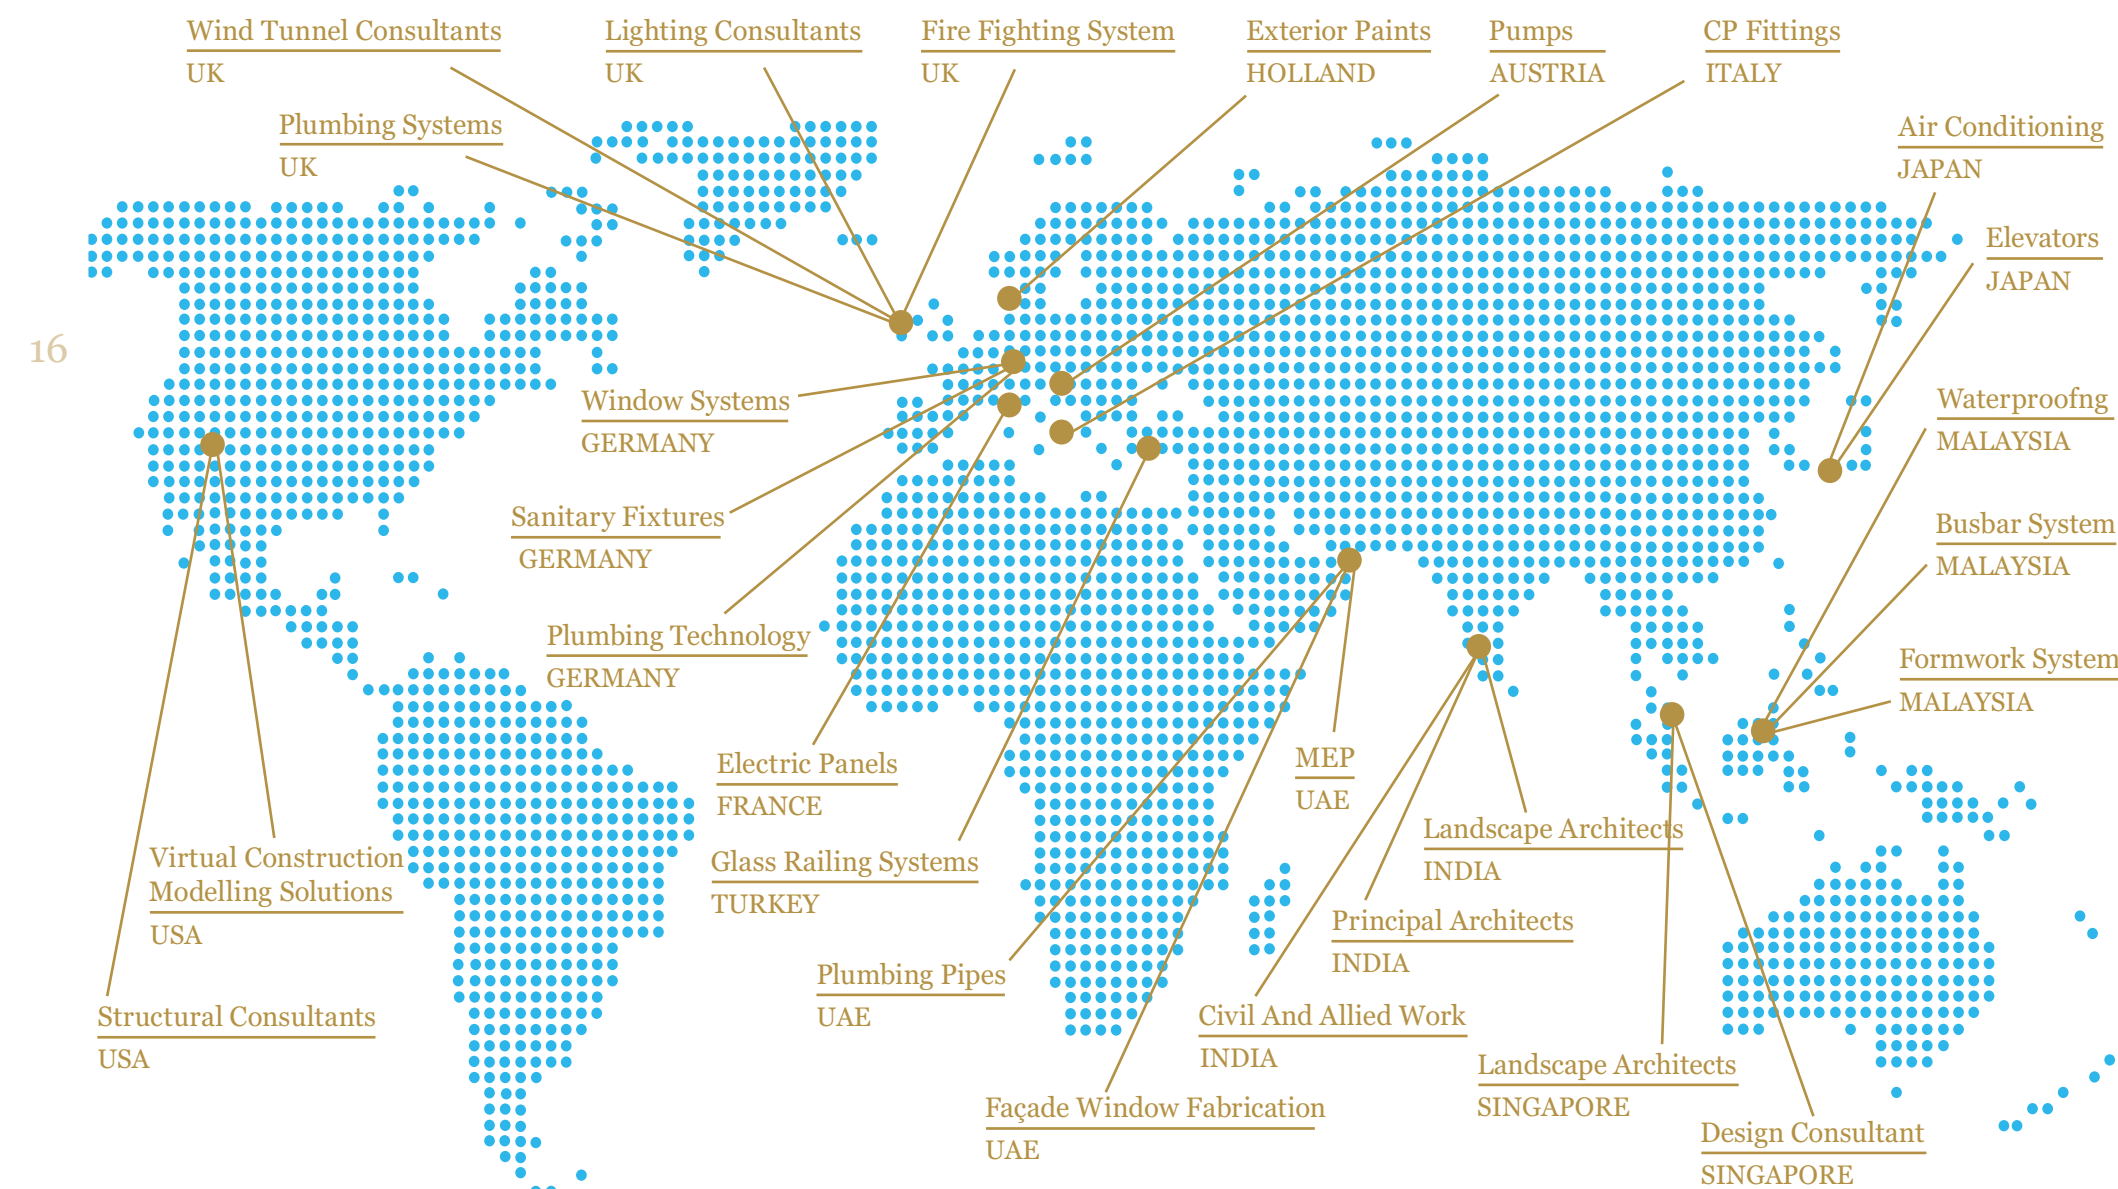 Wind Tunnel Consultants
UK
Lighting Consultants
UK
Fire Fighting System
UK
Exterior Paints
HOLLAND
Pumps
AUSTRIA
CP Fittings
ITALY
Plumbing Systems
UK
Air Conditioning
JAPAN
Elevators
JAPAN
16
Window Systems
GERMANY
Waterproofng
MALAYSIA
Sanitary Fixtures
GERMANY
Busbar System
MALAYSIA
Plumbing Technology
GERMANY
Formwork System
MALAYSIA
Electric Panels
FRANCE
MEP
UAE
Landscape Architects
INDIA
Virtual Construction
Modelling Solutions
USA
Glass Railing Systems
TURKEY
Principal Architects
INDIA
Plumbing Pipes
UAE
Structural Consultants
USA
Civil And Allied Work
INDIA
Landscape Architects
SINGAPORE
Façade Window Fabrication
UAE
Design Consultant
SINGAPORE